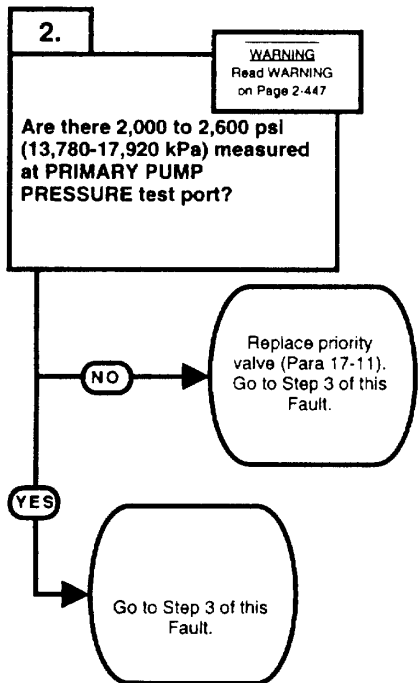 2.
WARNING
Read WARNING
on Page 2-447
Are there 2,000 to 2,600 psi
(13,780-17,920 kPa) measured
at PRIMARY PUMP
PRESSURE test port?
NO
Replace priority
valve (Para 17-11).
Go to Step 3 of this
Fault.
YES
Go to Step 3 of this
Fault.